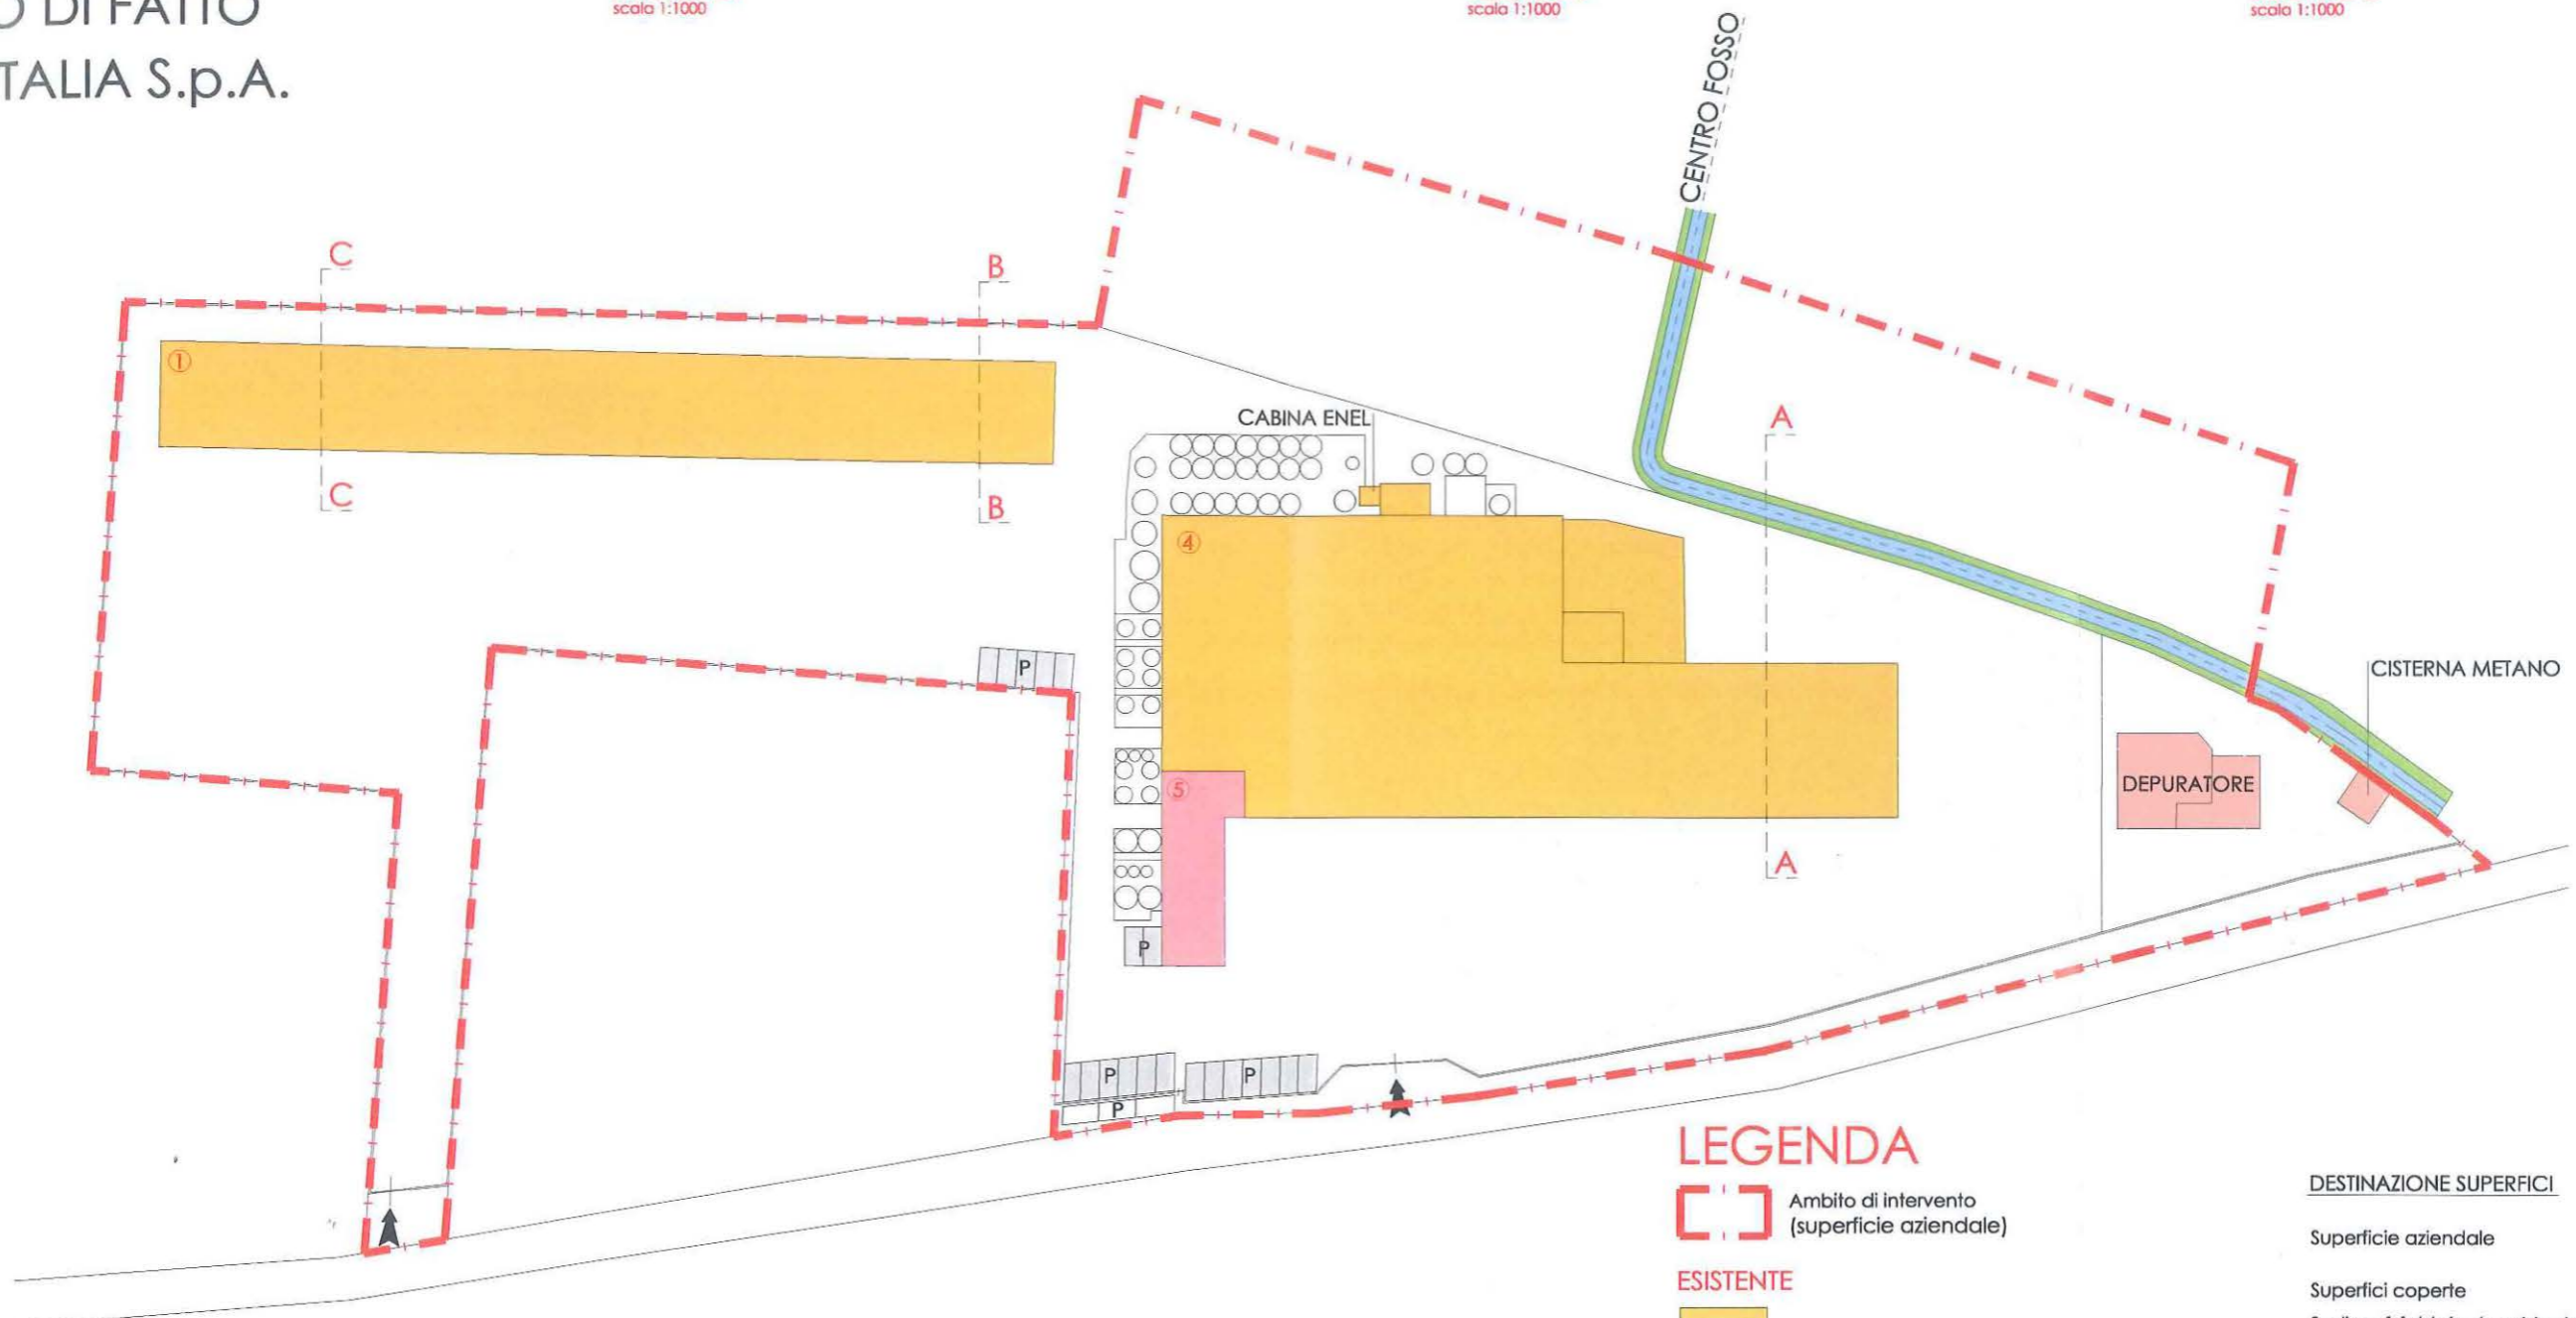 DI FATTO
TALIA S.p.A.
scala 1:1000
scala 1:1000
scala 1:1000
CENTRO FOSSO
C
B
①
CABINA ENEL
A
C
B
④
P
CISTERNA METANO
DEPURATORE
⑤
A
P
P
P
P
LEGENDA
Ambito di intervento
(superficie aziendale)
ESISTENTE
DESTINAZIONE SUPERFICI
Superficie aziendale
Superfici coperte